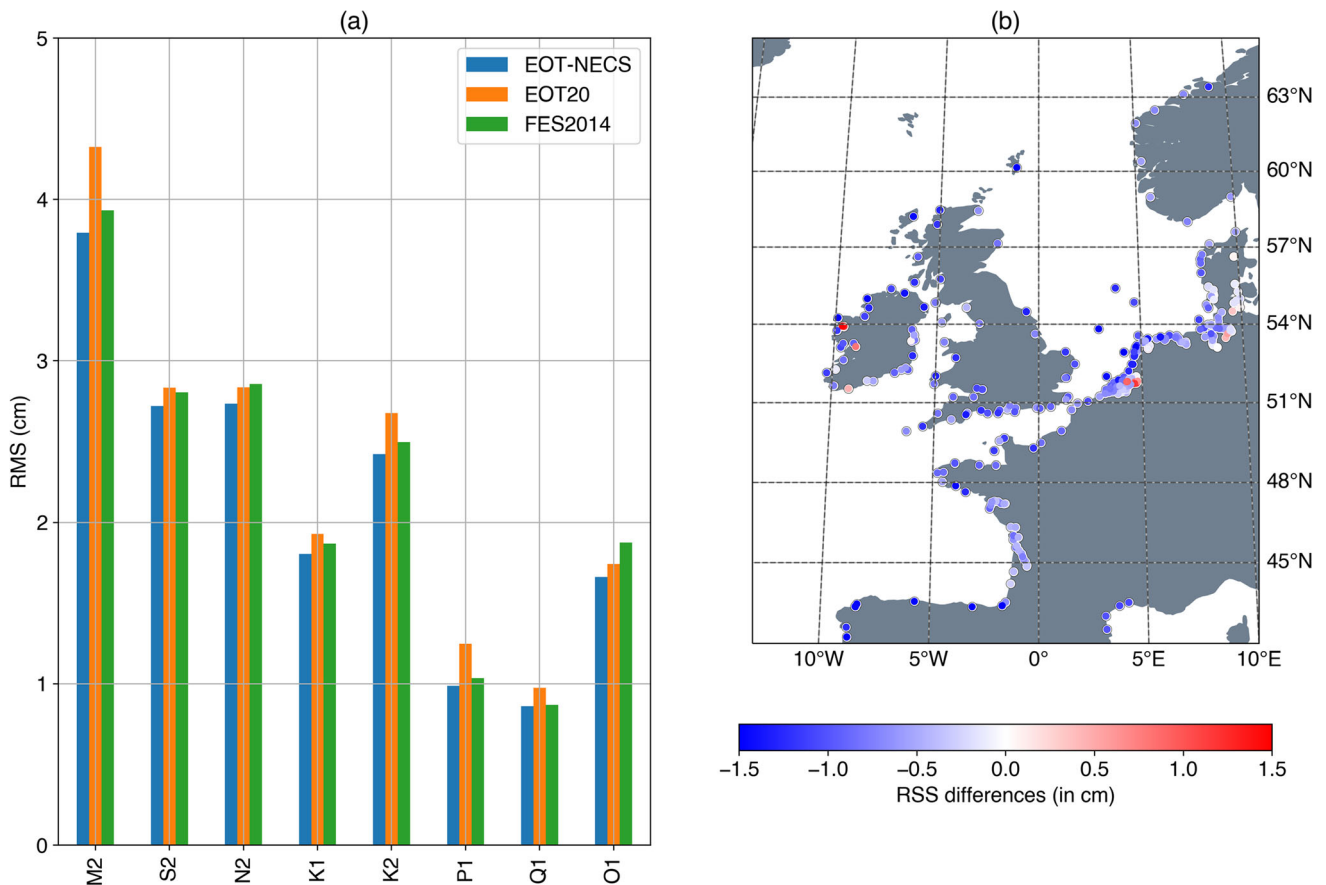 (a)
5
4
3
2
1
0
RMS (cm)
EOT-NECS
EOT20
FES2014
M2
S2
N2
K1
K2
P1
Q1
O1
(b)
63°N
60°N
57°N
54°N
51°N
48°N
45°N
10°W 5°W 0° 5°E 10°E
−1.5 −1.0 −0.5 0.0 0.5 1.0 1.5
RSS differences (in cm)